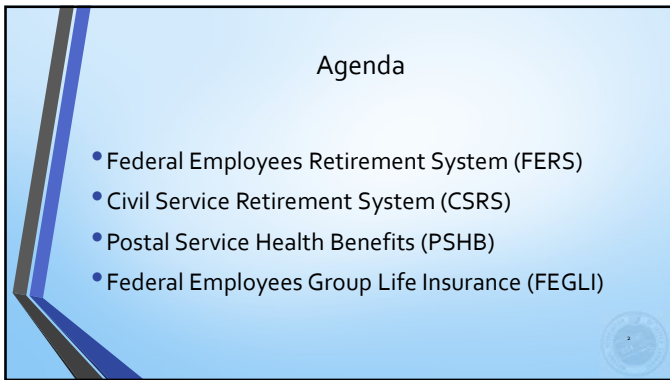 Agenda
•Federal Employees Retirement System (FERS)
•Civil Service Retirement System (CSRS)
•Postal Service Health Benefits (PSHB)
•Federal Employees Group Life Insurance (FEGLI)
2